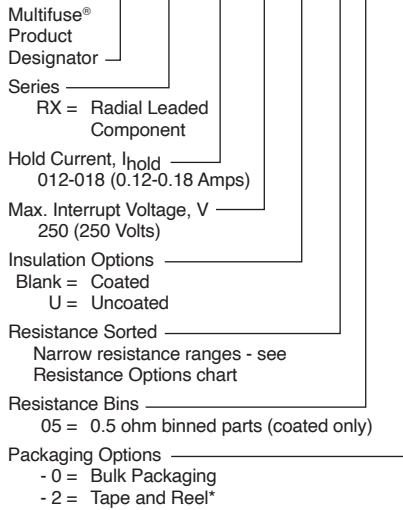 Multifuse®
Product
Designator
Series
RX = Radial Leaded
Component
Hold Current, Ihold
012-018 (0.12-0.18 Amps)
Max. Interrupt Voltage, V
250 (250 Volts)
Insulation Options
Blank = Coated
U = Uncoated
Resistance Sorted
Narrow resistance ranges - see
Resistance Options chart
Resistance Bins
05 = 0.5 ohm binned parts (coated only)
Packaging Options
- 0 = Bulk Packaging
- 2 = Tape and Reel*